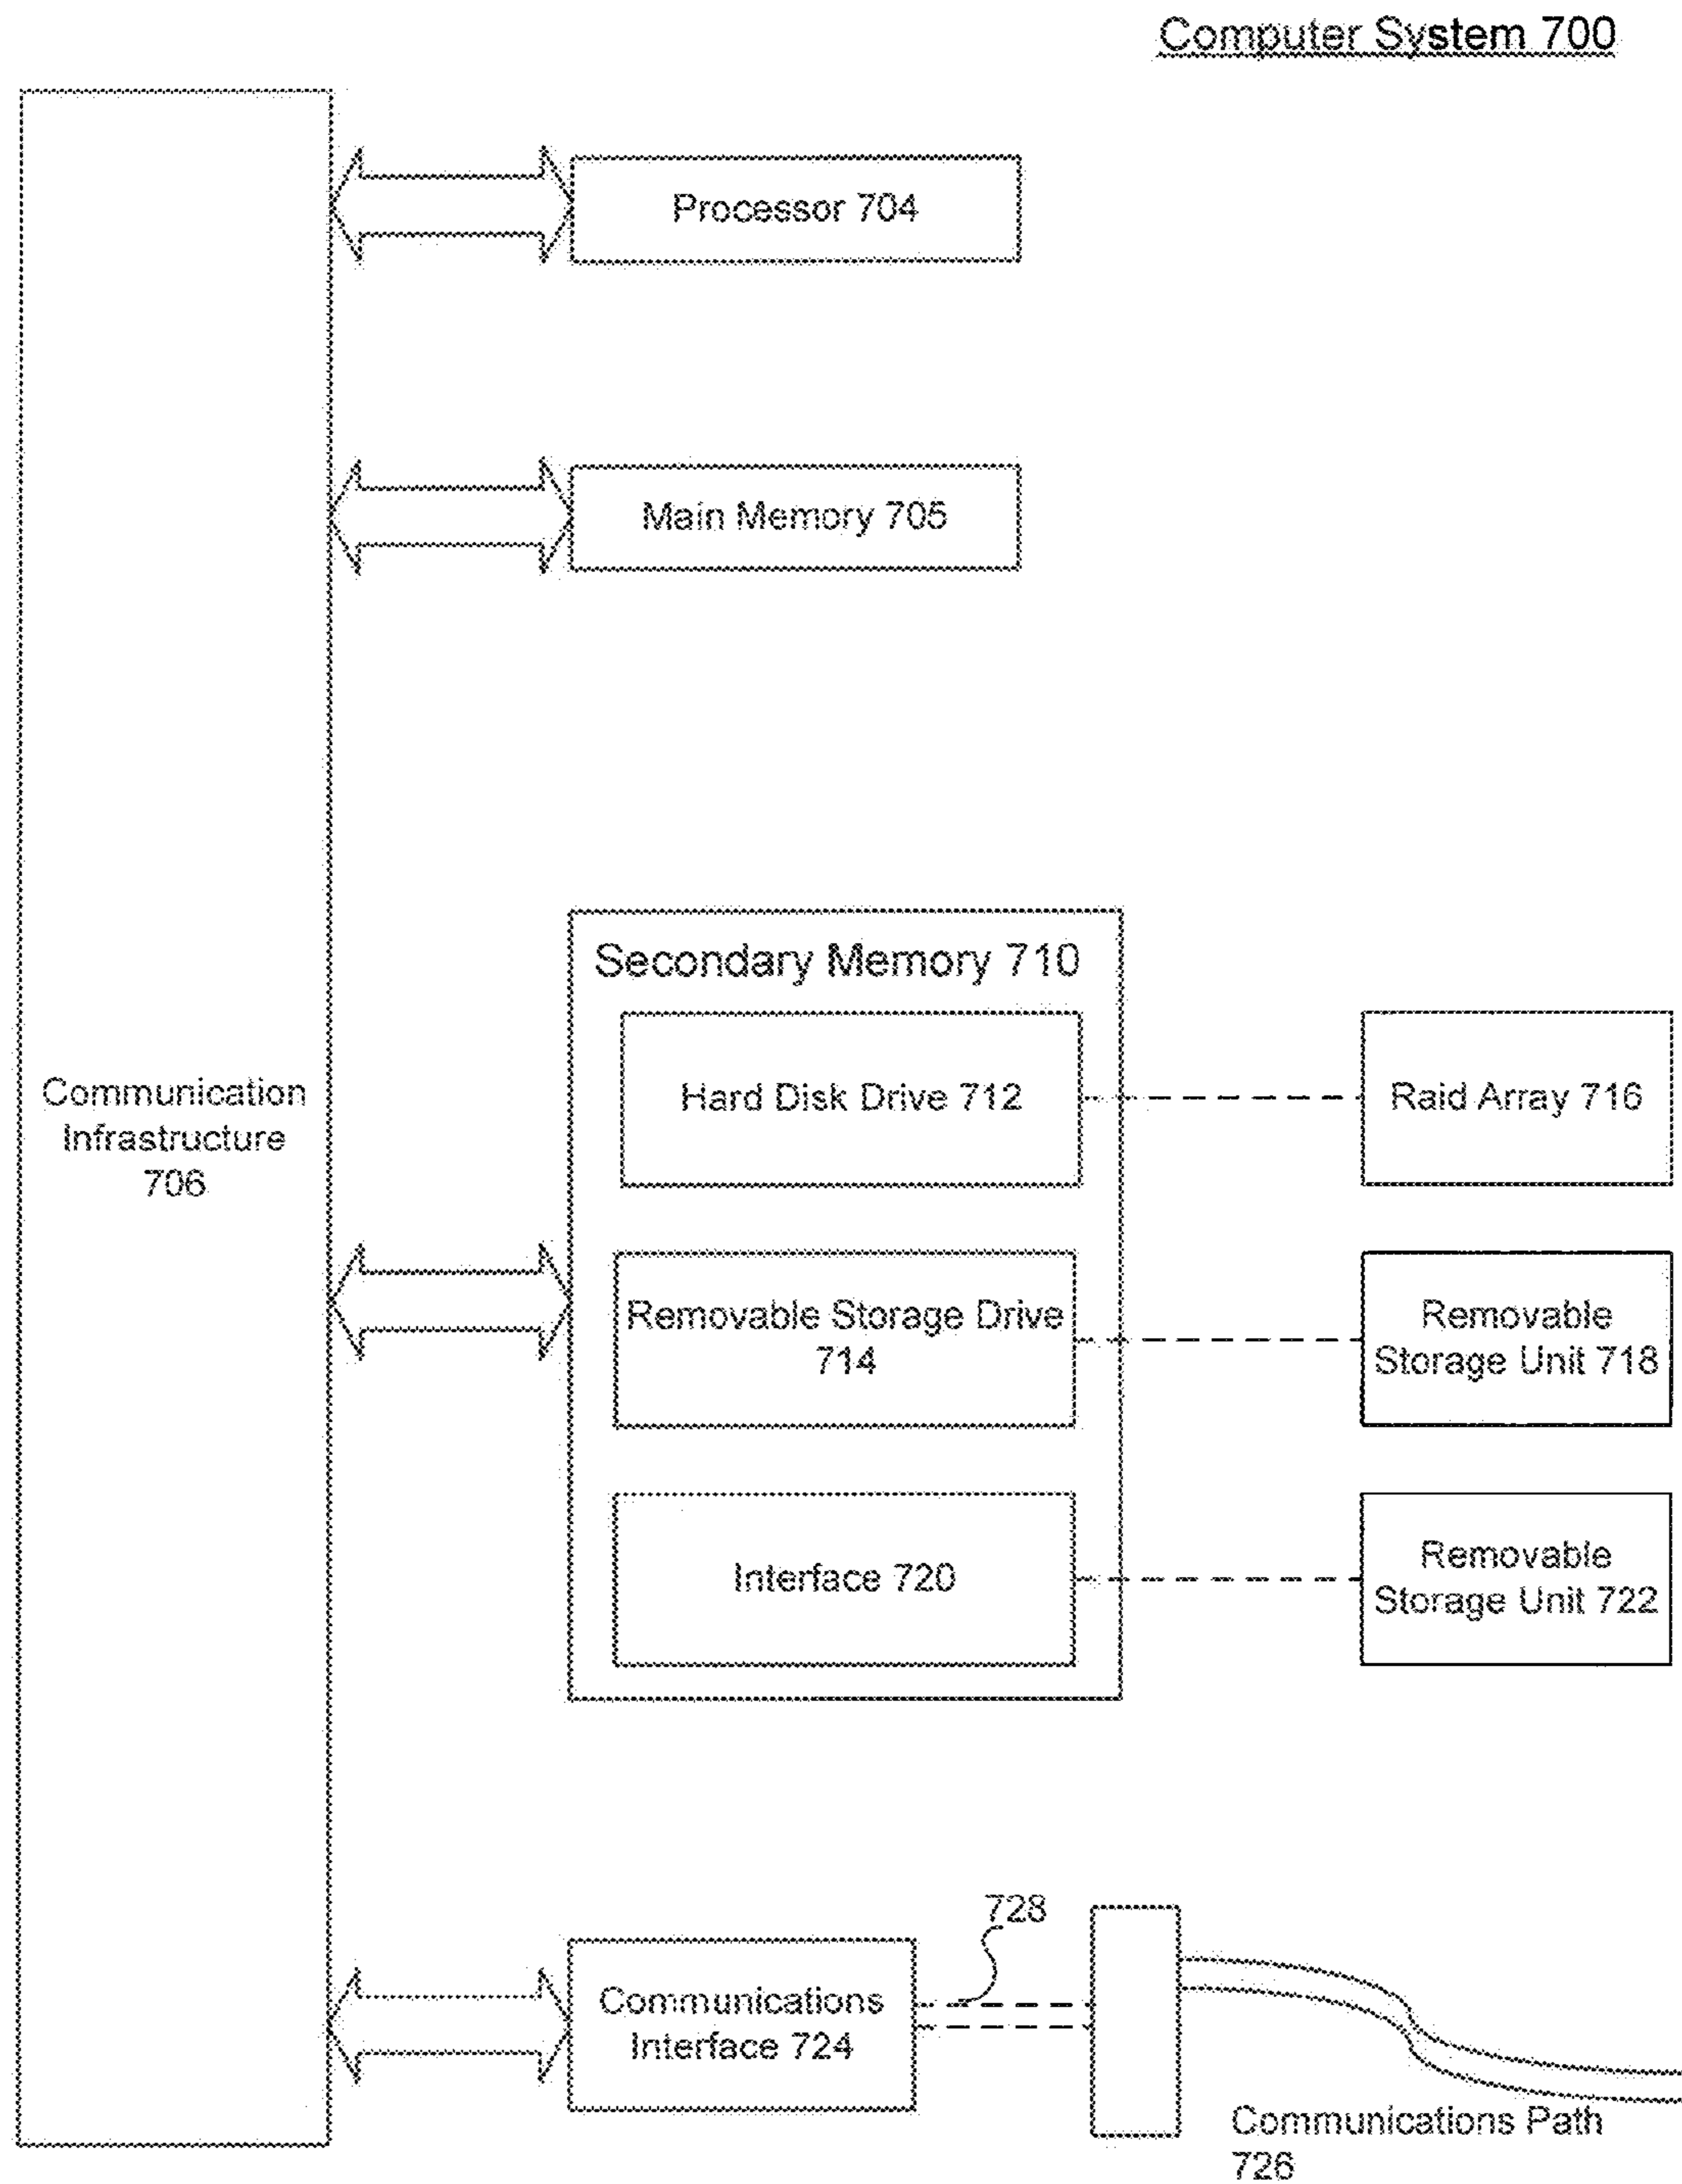 Computer System 700
Processor 704
Main Memory 705
Communication
Infrastructure
706
Secondary Memory 710
Hard Disk Drive 712
Raid Array 716
Removable Storage Drive
714
Removable
Storage Unit 718
Interface 720
Removable
Storage Unit 722
728
Communications
Interface 724
Communications Path
726